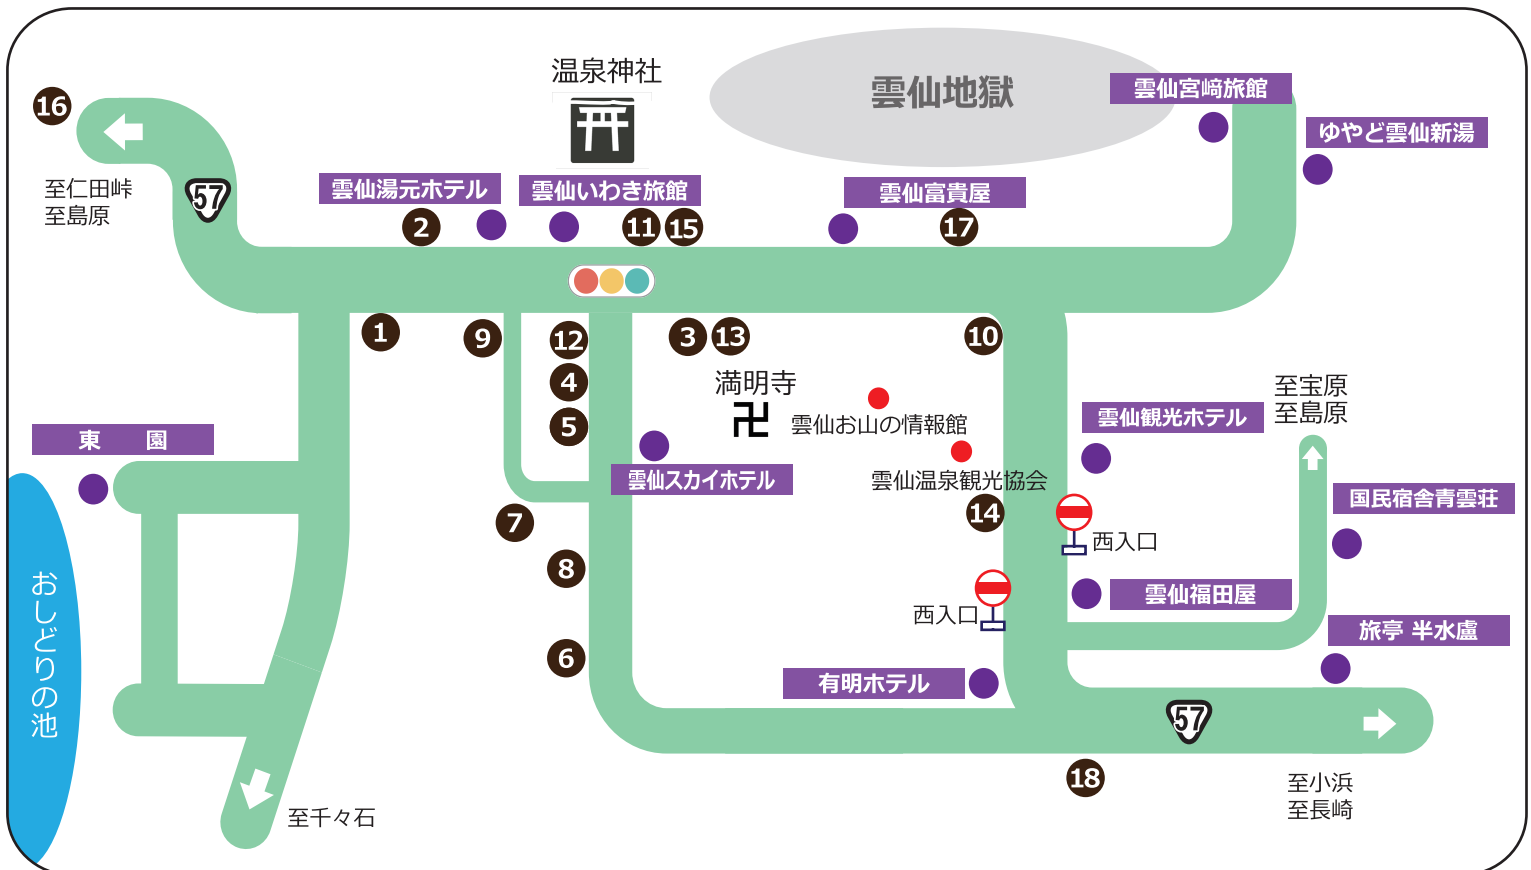 温泉神社
雲仙地獄
雲仙宮﨑旅館
ゆやど雲仙新湯
16
至仁田峠
至島原
57
雲仙湯元ホテル
雲仙いわき旅館
雲仙富貴屋
2
11
15
17
1
9
12
3
13
10
4
5
満明寺
卍
雲仙お山の情報館
雲仙温泉観光協会
雲仙観光ホテル
至宝原
至島原
東　園
雲仙スカイホテル
国民宿舎青雲荘
7
14
西入口
8
雲仙福田屋
西入口
旅亭 半水盧
おしどりの池
6
有明ホテル
57
18
至小浜
至長崎
至千々石